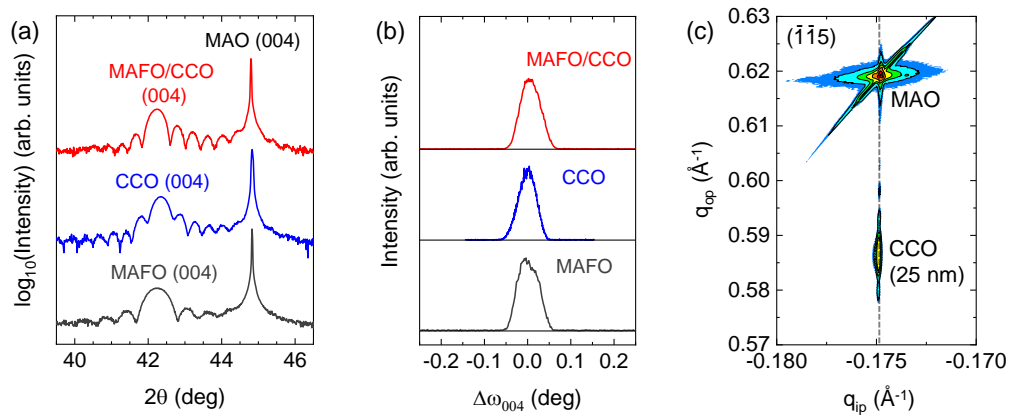 (a)
MAO (004)
MAFO/CCO
(004)
CCO (004)
MAFO (004)
log₁₀(Intensity) (arb. units)
40 42 44 46
2θ (deg)
(b)
MAFO/CCO
CCO
MAFO
Intensity (arb. units)
-0.2 -0.1 0.0 0.1 0.2
Δω₀₀₄ (deg)
(c)
(1̄1̄5)
MAO
CCO
(25 nm)
0.63
0.62
0.61
0.60
0.59
0.58
0.57
q_op (Å⁻¹)
-0.180 -0.175 -0.170
q_ip (Å⁻¹)